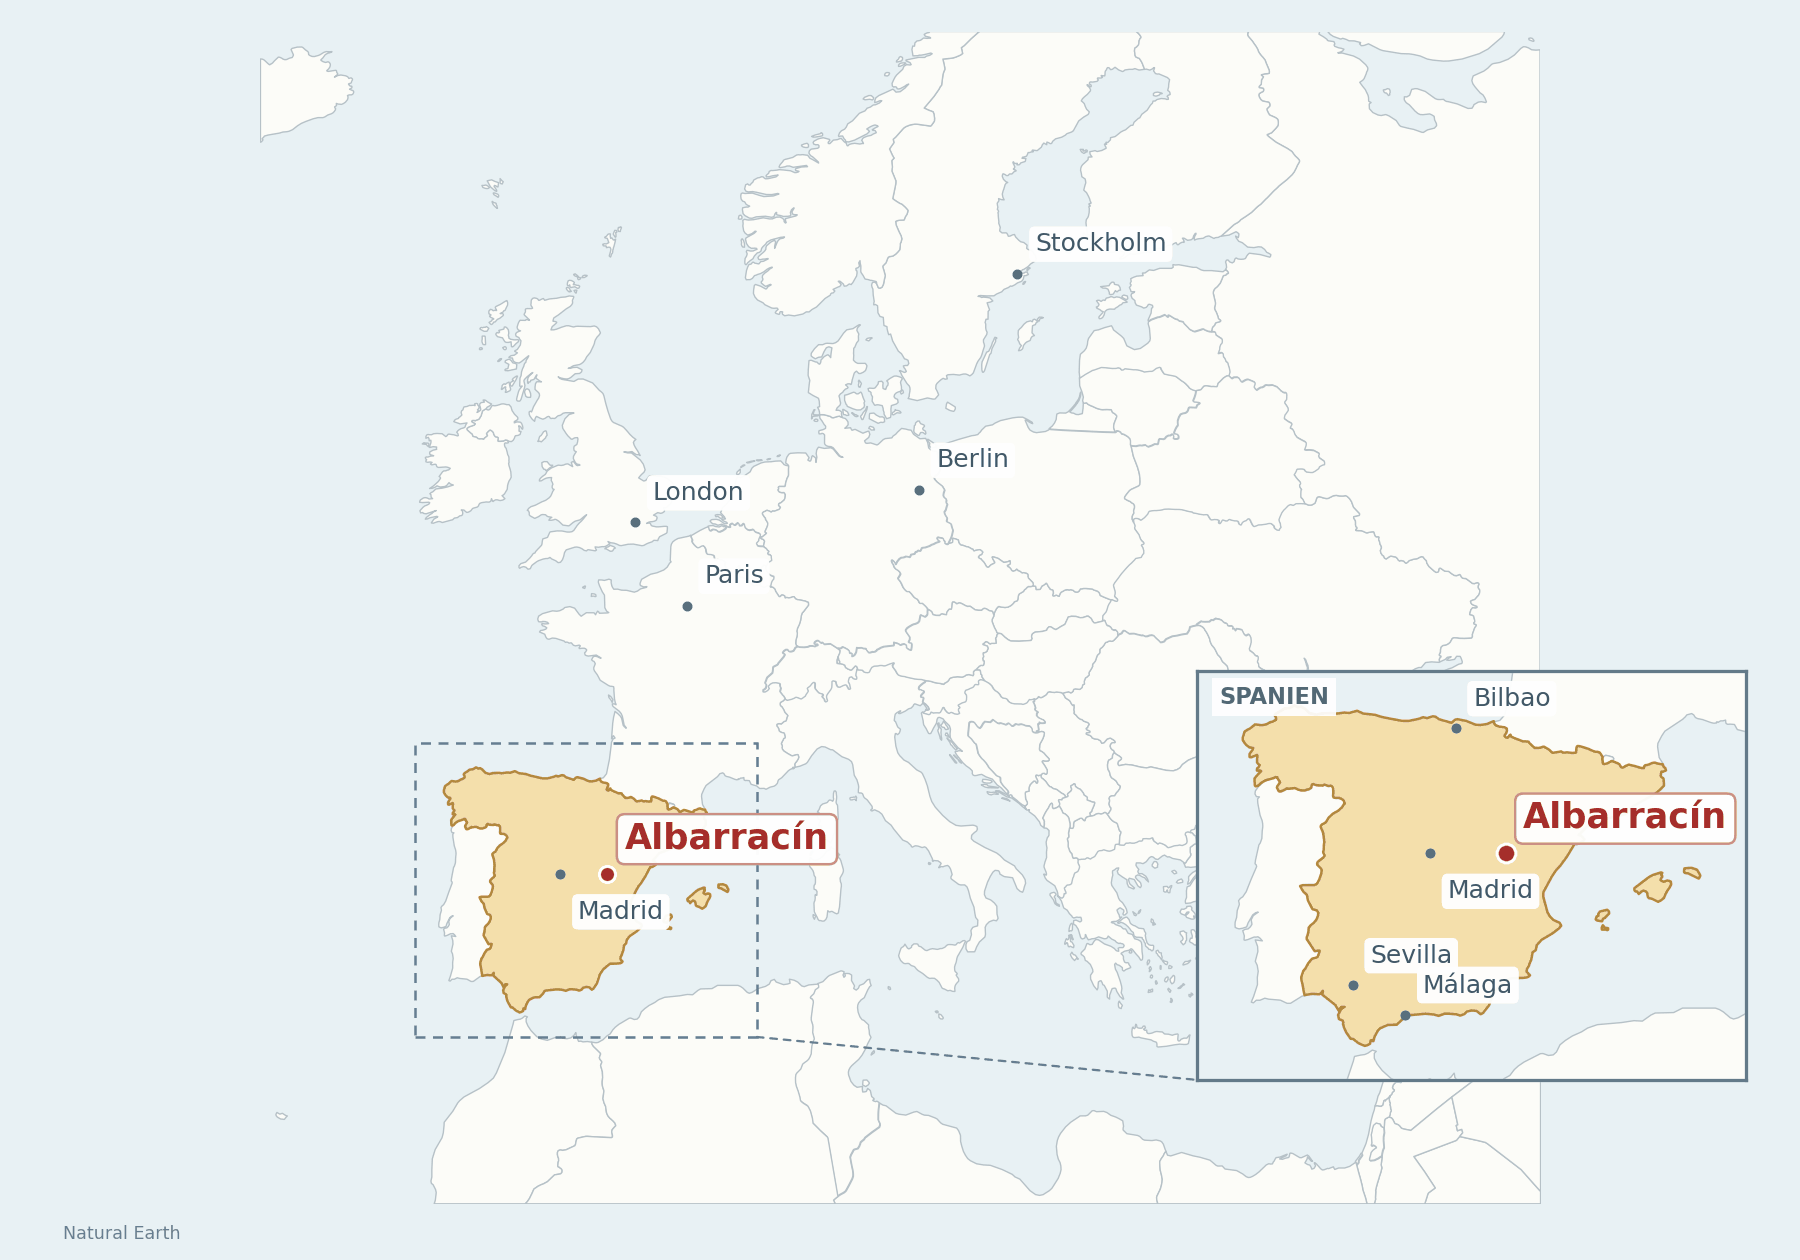 Stockholm
Berlin
London
Paris
Albarracín
Madrid
SPANIEN
Bilbao
Albarracín
Madrid
Sevilla
Málaga
Natural Earth